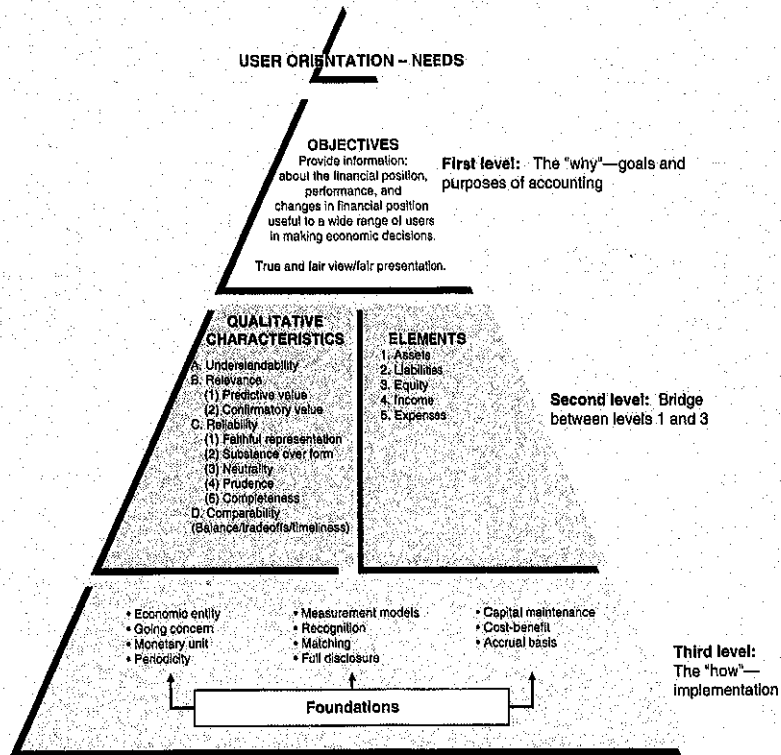 USER ORIENTATION – NEEDS
OBJECTIVES
Provide information:
about the financial position,
performance, and
changes in financial position
useful to a wide range of users
in making economic decisions.
True and fair view/fair presentation.
First level: The "why"—goals and
purposes of accounting
QUALITATIVE
CHARACTERISTICS
A. Understandability
B. Relevance
(1) Predictive value
(2) Confirmatory value
C. Reliability
(1) Faithful representation
(2) Substance over form
(3) Neutrality
(4) Prudence
(5) Completeness
D. Comparability
(Balance/tradeoffs/timeliness)
ELEMENTS
1. Assets
2. Liabilities
3. Equity
4. Income
5. Expenses
Second level: Bridge
between levels 1 and 3
• Economic entity
• Going concern
• Monetary unit
• Periodicity
• Measurement models
• Recognition
• Matching
• Full disclosure
• Capital maintenance
• Cost-benefit
• Accrual basis
Third level:
The "how"—
implementation
Foundations